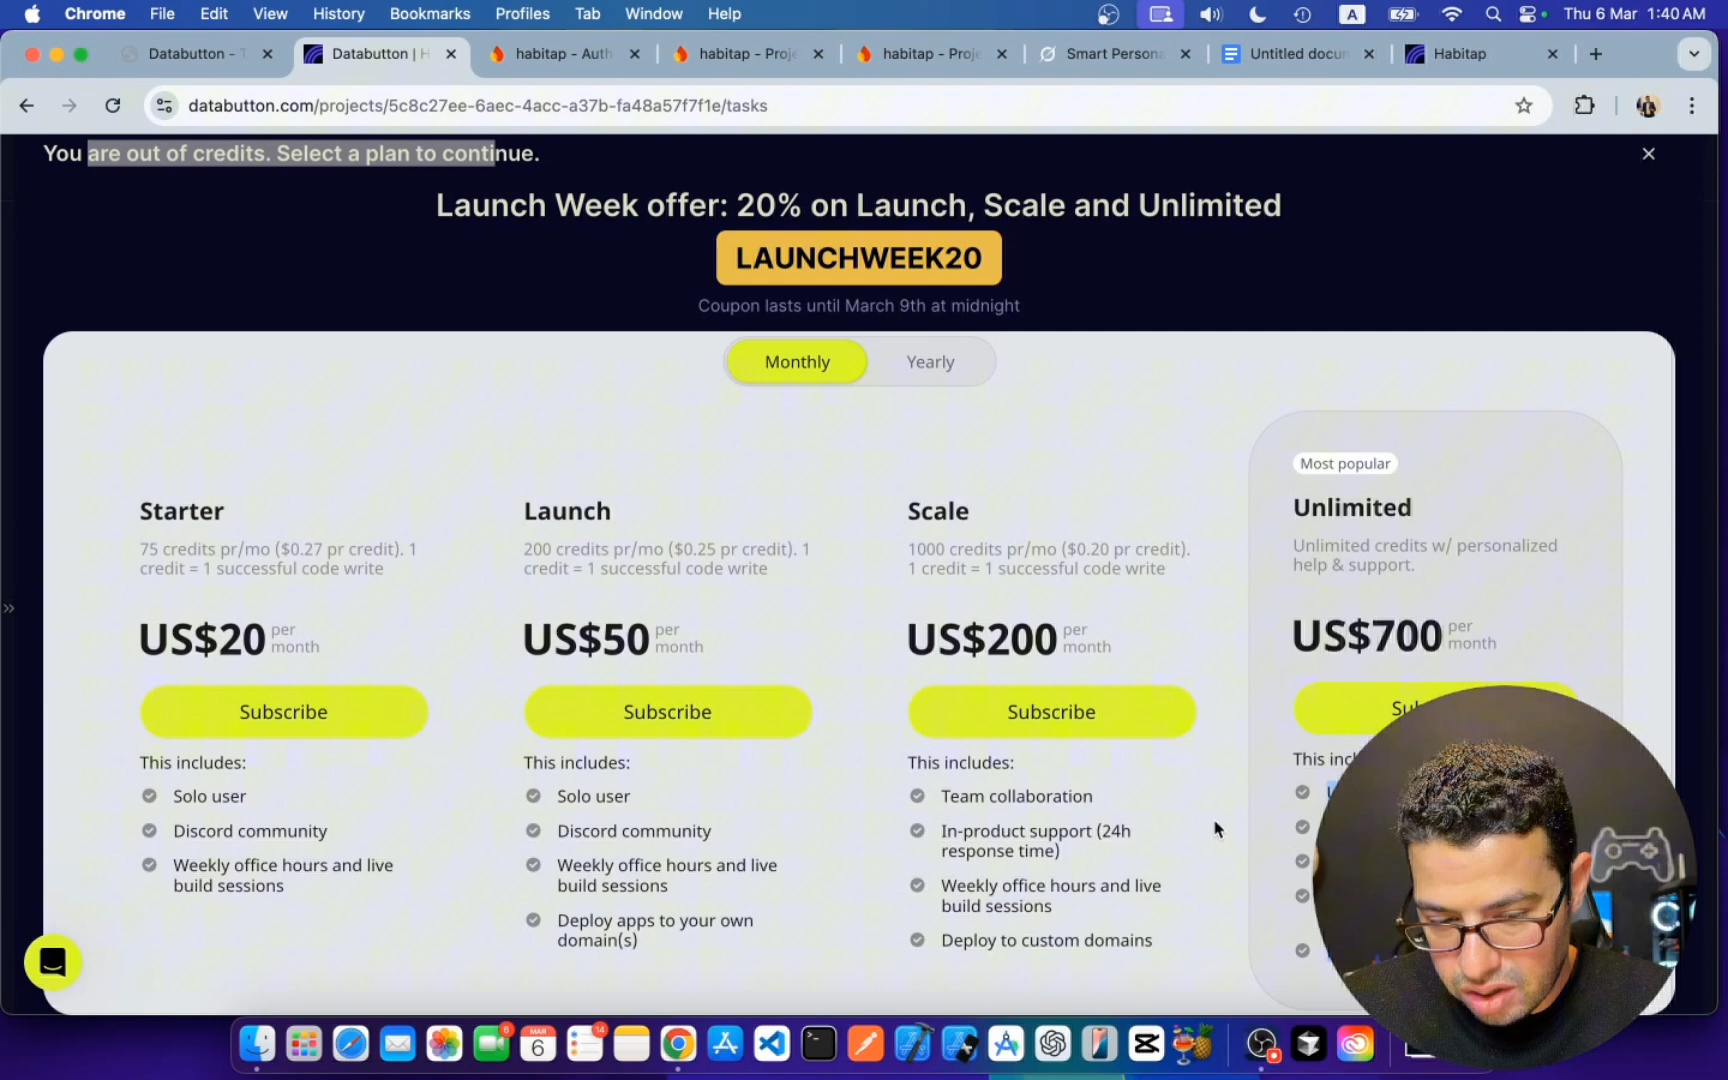 Chrome File Edit View History Bookmarks Profiles Tab Window Help A Thu 6 Mar 1:40 AM
Databutton - habitap - Auth habitap - Proje habitap - Proje Smart Persona Untitled docum Habitap
Databutton | H
databutton.com/projects/5c8c27ee-6aec-4acc-a37b-fa48a57f7f1e/tasks
You are out of credits. Select a plan to continue.
Launch Week offer: 20% on Launch, Scale and Unlimited
LAUNCHWEEK20
Coupon lasts until March 9th at midnight
Monthly Yearly
Starter
75 credits pr/mo ($0.27 pr credit). 1
credit = 1 successful code write
US$20 per
month
Subscribe
This includes:
Solo user
Discord community
Weekly office hours and live
build sessions
Launch
200 credits pr/mo ($0.25 pr credit). 1
credit = 1 successful code write
US$50 per
month
Subscribe
This includes:
Solo user
Discord community
Weekly office hours and live
build sessions
Deploy apps to your own
domain(s)
Scale
1000 credits pr/mo ($0.20 pr credit).
1 credit = 1 successful code write
US$200 per
month
Subscribe
This includes:
Team collaboration
In-product support (24h
response time)
Weekly office hours and live
build sessions
Deploy to custom domains
Most popular
Unlimited
Unlimited credits w/ personalized
help & support.
US$700 per
month
This
6 MAR 6 14